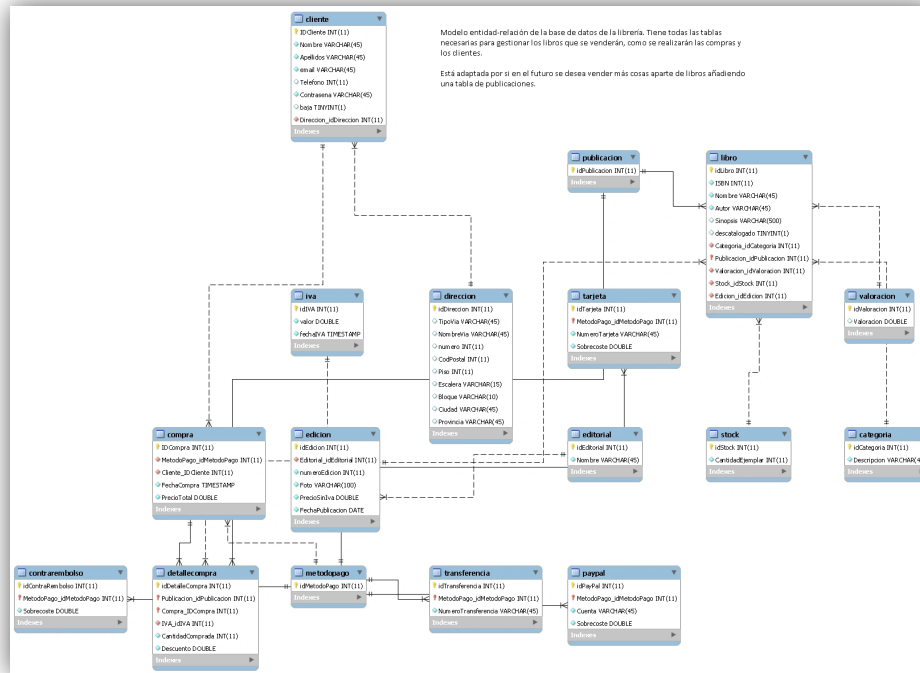 cliente
IDCliente INT(11)
Nombre VARCHAR(45)
Apellidos VARCHAR(45)
email VARCHAR(45)
Telefono INT(11)
Contrasena VARCHAR(45)
baja TINYINT(1)
Direccion_idDireccion INT(11)
Indexes
Modelo entidad-relación de la base de datos de la librería. Tiene todas las tablas
necesarias para gestionar los libros que se venderán, como se realizarán las compras y
los clientes.
Está adaptada por si en el futuro se desea vender más cosas aparte de libros añadiendo
una tabla de publicaciones.
publicacion
idPublicacion INT(11)
Indexes
libro
idLibro INT(11)
ISBN INT(11)
Nombre VARCHAR(45)
Autor VARCHAR(45)
Sinopsis VARCHAR(500)
descatalogado TINYINT(1)
Categoria_idCategoria INT(11)
Publicacion_idPublicacion INT(11)
Valoracion_idValoracion INT(11)
Stock_idStock INT(11)
Edicion_idEdicion INT(11)
Indexes
iva
idIVA INT(11)
valor DOUBLE
fechaIVA TIMESTAMP
Indexes
direccion
idDireccion INT(11)
TipoVia VARCHAR(45)
NombreVia VARCHAR(45)
numero INT(11)
CodPostal INT(11)
Piso INT(11)
Escalera VARCHAR(15)
Bloque VARCHAR(10)
Ciudad VARCHAR(45)
Provincia VARCHAR(45)
Indexes
tarjeta
idTarjeta INT(11)
MetodoPago_idMetodoPago INT(11)
NumeroTarjeta VARCHAR(45)
Sobrecoste DOUBLE
Indexes
valoracion
idValoracion INT(11)
Valoracion DOUBLE
Indexes
compra
IDCompra INT(11)
MetodoPago_idMetodoPago INT(11)
Cliente_IDCliente INT(11)
FechaCompra TIMESTAMP
PrecioTotal DOUBLE
Indexes
edicion
idEdicion INT(11)
Editorial_idEditorial INT(11)
numeroEdicion INT(11)
Foto VARCHAR(100)
PrecioSinIva DOUBLE
FechaPublicacion DATE
Indexes
editorial
idEditorial INT(11)
Nombre VARCHAR(45)
Indexes
stock
idStock INT(11)
CantidadEjemplar INT(11)
Indexes
categoria
idCategoria INT(11)
Descripcion VARCHAR(4
Indexes
contrarembolso
idContraRembolso INT(11)
MetodoPago_idMetodoPago INT(11)
Sobrecoste DOUBLE
Indexes
detallecompra
idDetalleCompra INT(11)
Publicacion_idPublicacion INT(11)
Compra_IDCompra INT(11)
IVA_idIVA INT(11)
CantidadComprada INT(11)
Descuento DOUBLE
Indexes
metodopago
idMetodoPago INT(11)
Indexes
transferencia
idTransferencia INT(11)
MetodoPago_idMetodoPago INT(11)
NumeroTransferencia VARCHAR(45)
Indexes
paypal
idPayPal INT(11)
MetodoPago_idMetodoPago INT(11)
Cuenta VARCHAR(45)
Sobrecoste DOUBLE
Indexes